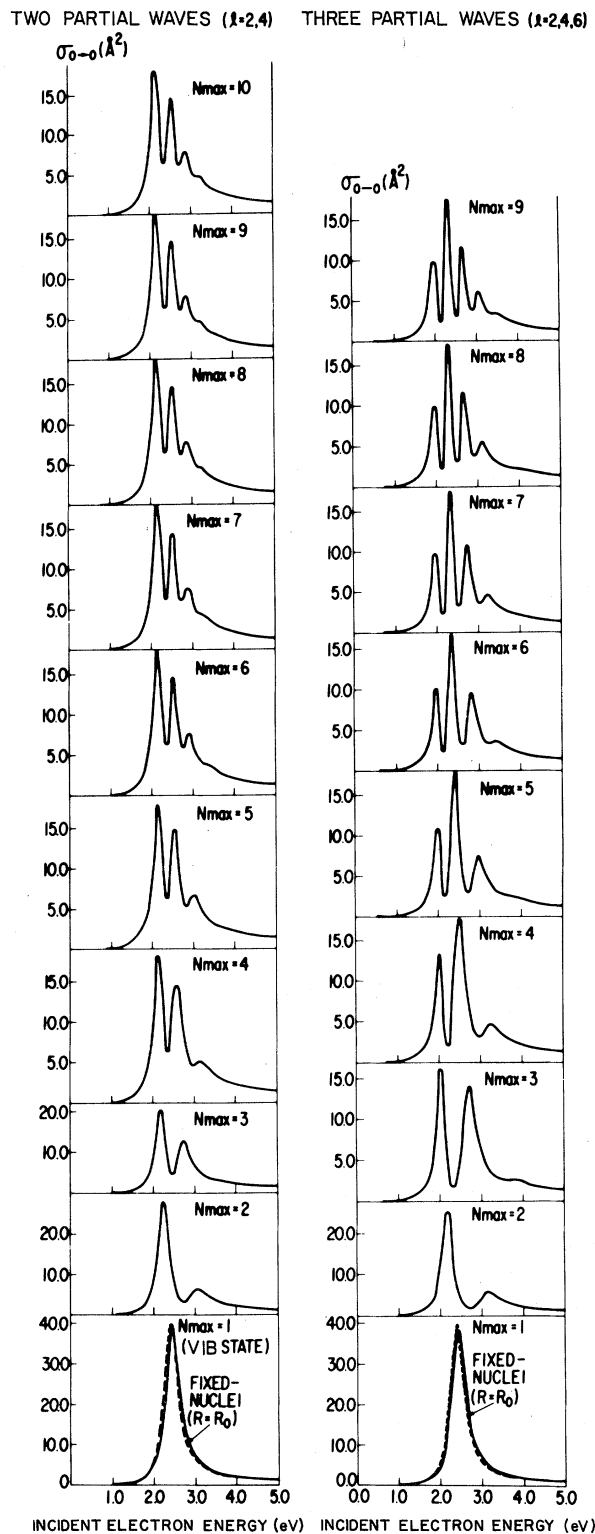 TWO PARTIAL WAVES (ℓ=2,4)
THREE PARTIAL WAVES (ℓ=2,4,6)
σ0→0(Å²)
Nmax=10
15.0
10.0
5.0
Nmax=9
15.0
10.0
5.0
Nmax=8
15.0
10.0
5.0
Nmax=7
15.0
10.0
5.0
Nmax=6
15.0
10.0
5.0
Nmax=5
15.0
10.0
5.0
Nmax=4
15.0
10.0
5.0
Nmax=3
20.0
10.0
Nmax=2
20.0
10.0
Nmax=1
(VIB STATE)
FIXED-
NUCLEI
(R=R0)
40.0
30.0
20.0
10.0
0
1.0 2.0 3.0 4.0 5.0
INCIDENT ELECTRON ENERGY (eV)
σ0→0(Å²)
Nmax=9
15.0
10.0
5.0
Nmax=8
15.0
10.0
5.0
Nmax=7
15.0
10.0
5.0
Nmax=6
15.0
10.0
5.0
Nmax=5
15.0
10.0
5.0
Nmax=4
15.0
10.0
5.0
Nmax=3
15.0
10.0
5.0
Nmax=2
20.0
10.0
Nmax=1
FIXED-
NUCLEI
(R=R0)
40.0
30.0
20.0
10.0
0.0 1.0 2.0 3.0 4.0 5.0
INCIDENT ELECTRON ENERGY (eV)